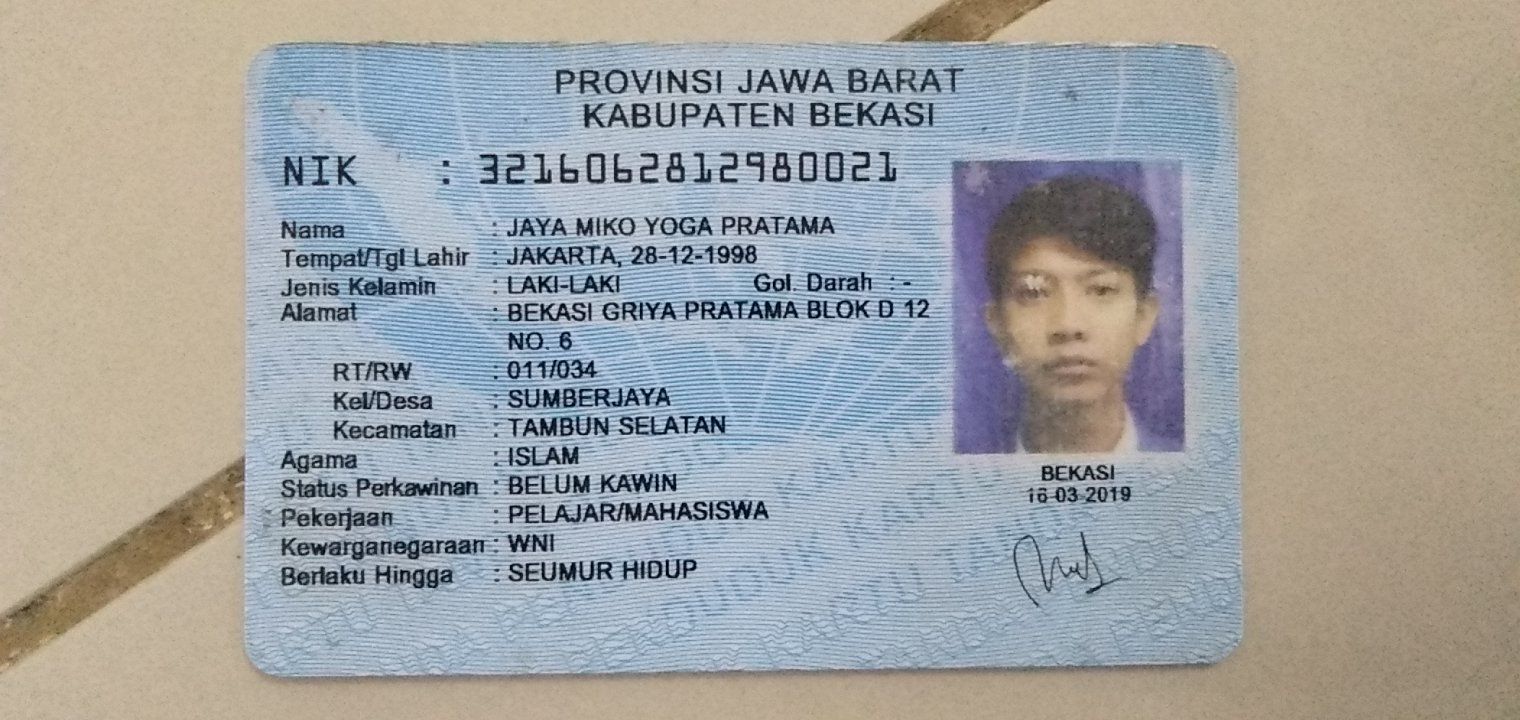 PROVINSI JAWA BARAT
KABUPATEN BEKASI
NIK : 3216062812980021
Nama : JAYA MIKO YOGA PRATAMA
Tempat/Tgl Lahir : JAKARTA, 28-12-1998
Jenis Kelamin : LAKI-LAKI Gol. Darah : -
Alamat : BEKASI GRIYA PRATAMA BLOK D 12
NO. 6
RT/RW : 011/034
Kel/Desa : SUMBERJAYA
Kecamatan : TAMBUN SELATAN
Agama : ISLAM
Status Perkawinan : BELUM KAWIN
Pekerjaan : PELAJAR/MAHASISWA
Kewarganegaraan : WNI
Berlaku Hingga : SEUMUR HIDUP
BEKASI
16-03-2019